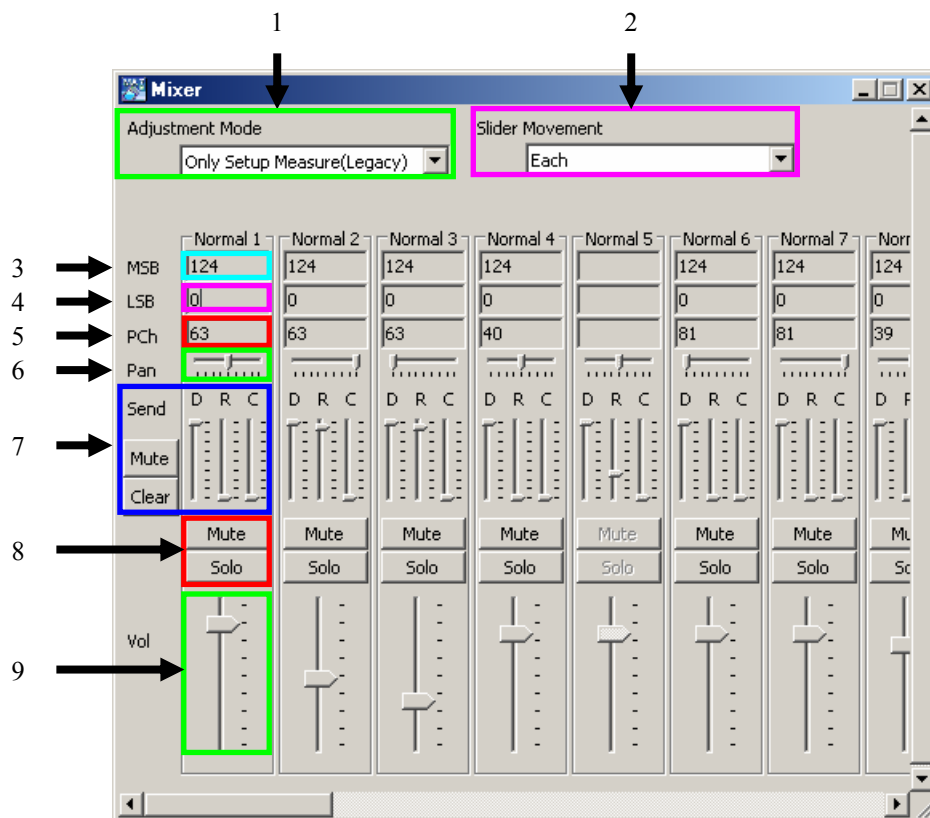 1 2
Mixer
Adjustment Mode Slider Movement
Only Setup Measure(Legacy) Each
Normal 1 Normal 2 Normal 3 Normal 4 Normal 5 Normal 6 Normal 7 Norr
3 MSB 124 124 124 124 124 124 124
4 LSB 0 0 0 0 0 0 0
5 PCh 63 63 63 40 81 81 39
6 Pan
Send D R C D R C D R C D R C D R C D R C D R C D
7
Mute
Clear
Mute Mute Mute Mute Mute Mute Mute Mu
8
Solo Solo Solo Solo Solo Solo Solo
Vol
9